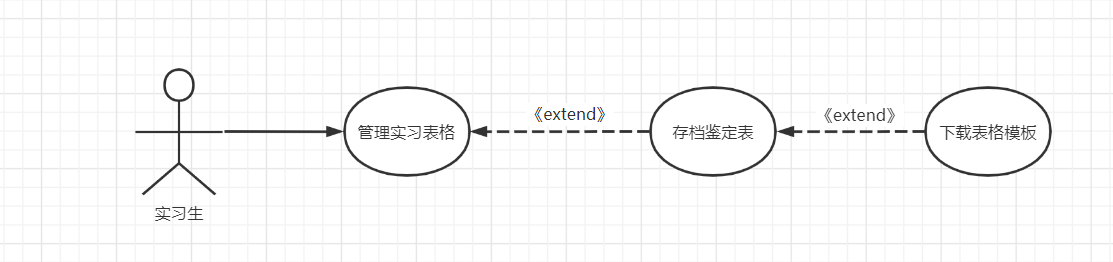 《extend》
《extend》
管理实习表格
存档鉴定表
下载表格模板
实习生